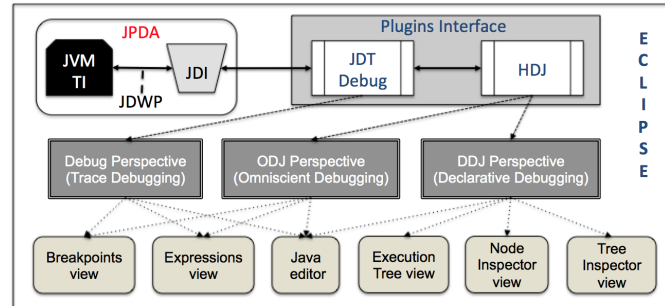 Plugins Interface
JPDA
JVM
TI
JDI
JDWP
JDT
Debug
HDJ
E
C
L
I
P
S
E
Debug Perspective
(Trace Debugging)
ODJ Perspective
(Omniscient Debugging)
DDJ Perspective
(Declarative Debugging)
Breakpoints
view
Expressions
view
Java
editor
Execution
Tree view
Node
Inspector
view
Tree
Inspector
view